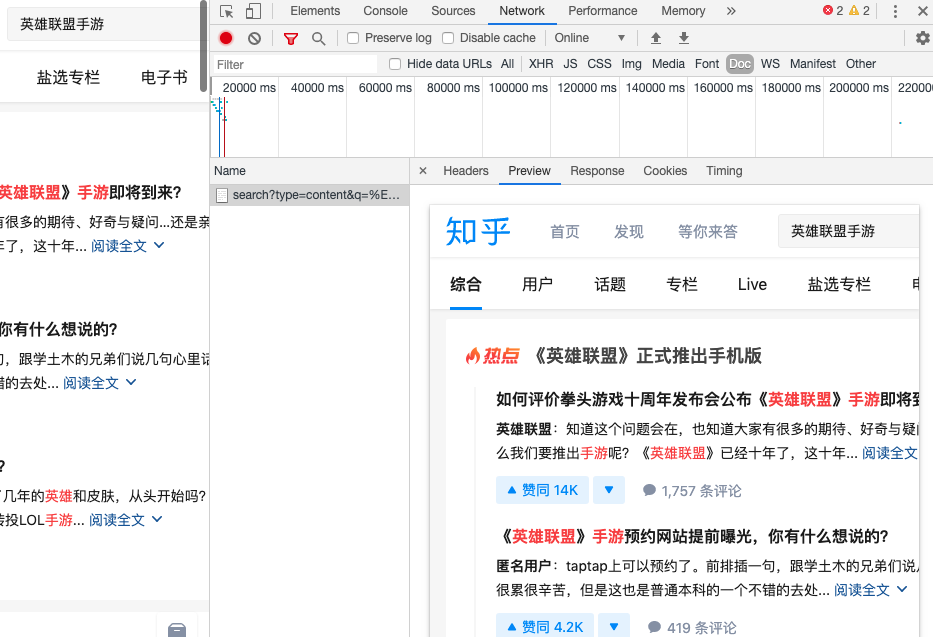 英雄联盟手游
盐选专栏 电子书
英雄联盟》手游即将到来?
有很多的期待、好奇与疑问...还是亲
年了，这十年... 阅读全文
你有什么想说的?
跟学土木的兄弟们说几句心里话
错的去处... 阅读全文
?
了几年的英雄和皮肤，从头开始吗?
转投LOL手游... 阅读全文
Elements Console Sources Network Performance Memory » 2 2
Preserve log Disable cache Online
Filter Hide data URLs All XHR JS CSS Img Media Font Doc WS Manifest Other
20000 ms 40000 ms 60000 ms 80000 ms 100000 ms 120000 ms 140000 ms 160000 ms 180000 ms 200000 ms 22000
Name × Headers Preview Response Cookies Timing
search?type=content&q=%E...
知乎 首页 发现 等你来答 英雄联盟手游
综合 用户 话题 专栏 Live 盐选专栏
热点 《英雄联盟》正式推出手机版
如何评价拳头游戏十周年发布会公布《英雄联盟》手游即将到
英雄联盟：知道这个问题会在，也知道大家有很多的期待、好奇与疑问
么我们要推出手游呢？《英雄联盟》已经十年了，这十年... 阅读全文
赞同 14K 1,757 条评论
《英雄联盟》手游预约网站提前曝光，你有什么想说的?
匿名用户：taptap上可以预约了。前排插一句，跟学土木的兄弟们说几
很累很辛苦，但是这也是普通本科的一个不错的去处... 阅读全文
赞同 4.2K 419 条评论